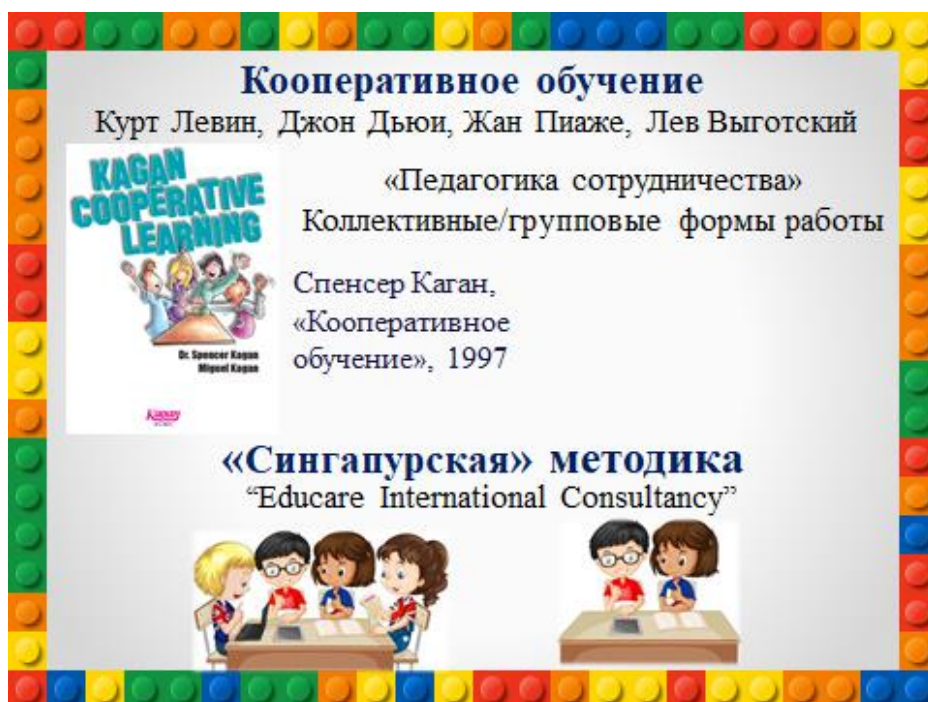 Кооперативное обучение
Курт Левин, Джон Дьюи, Жан Пиаже, Лев Выготский
KAGAN
COOPERATIVE
LEARNING
Dr. Spencer Kagan
Miguel Kagan
Kagan
«Педагогика сотрудничества»
Коллективные/групповые формы работы
Спенсер Каган,
«Кооперативное
обучение», 1997
«Сингапурская» методика
“Educare International Consultancy”